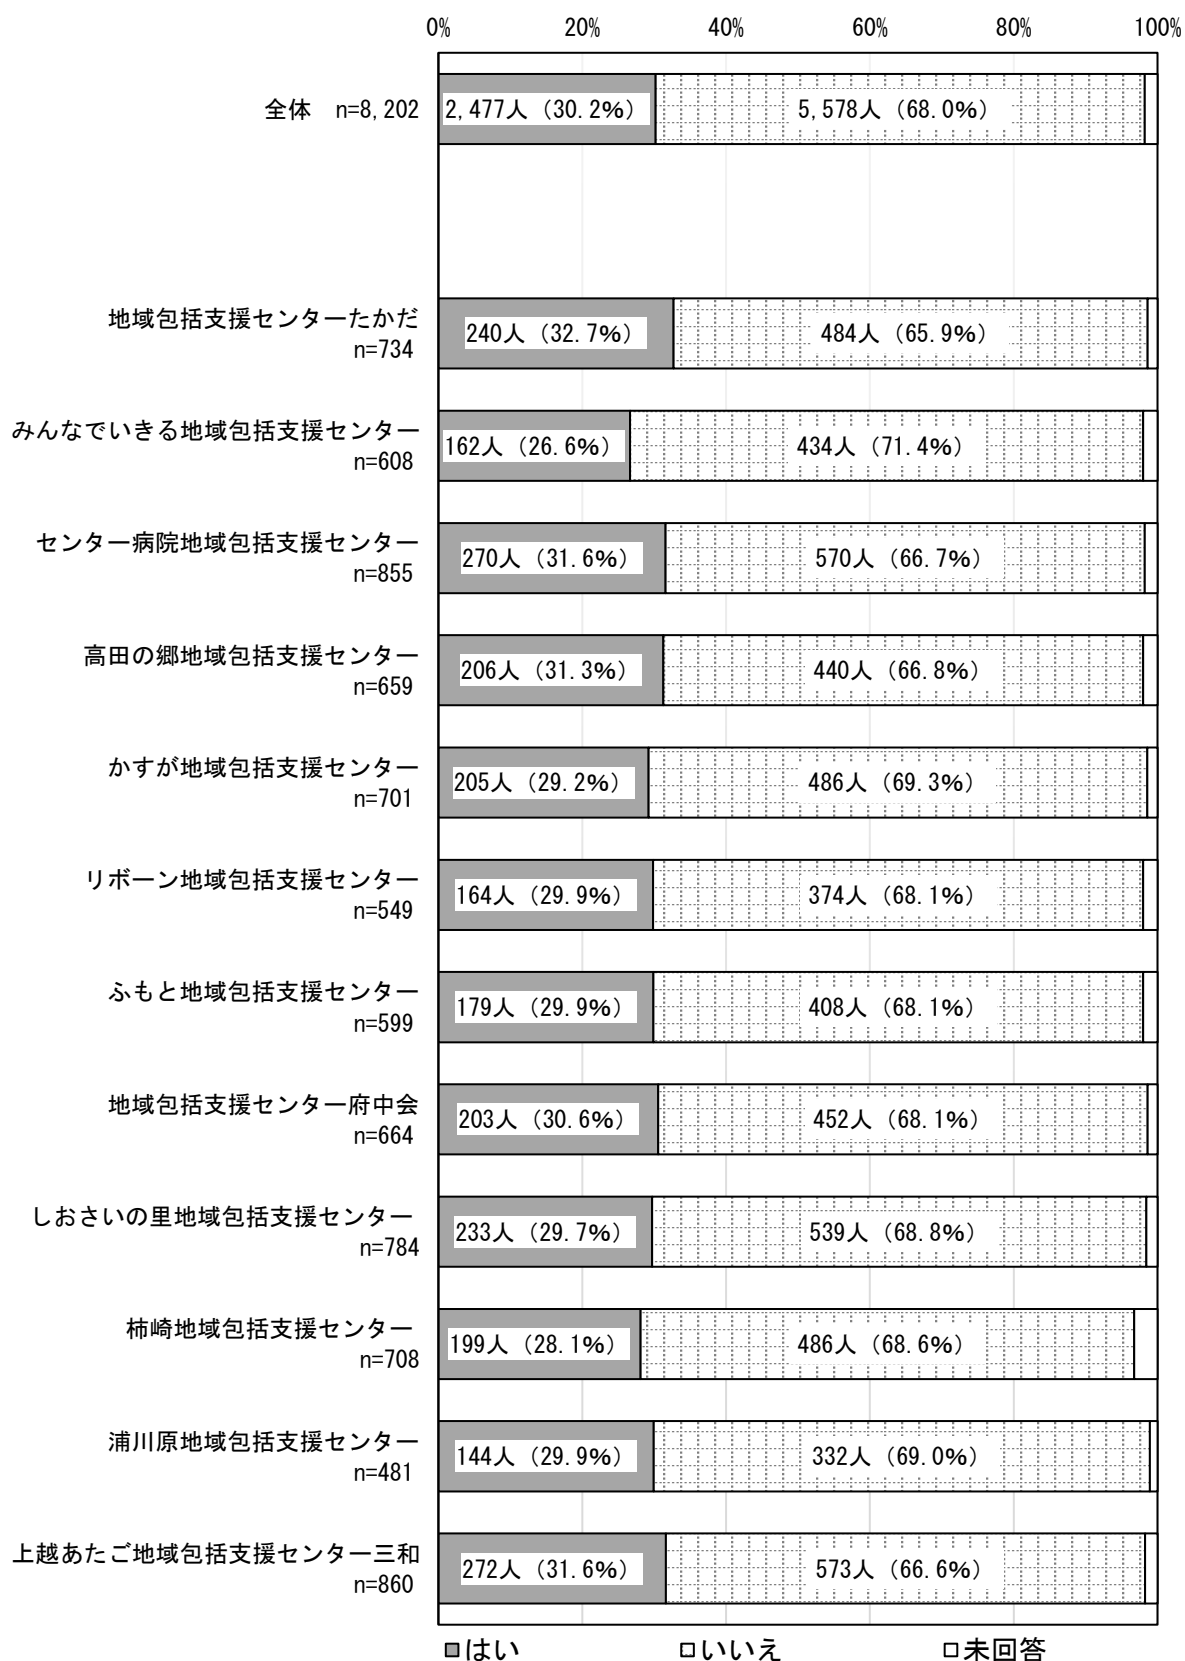 0% 20% 40% 60% 80% 100%
全体　n=8,202 2,477人（30.2%） 5,578人（68.0%）
地域包括支援センターたかだ
n=734 240人（32.7%） 484人（65.9%）
みんなでいきる地域包括支援センター
n=608 162人（26.6%） 434人（71.4%）
センター病院地域包括支援センター
n=855 270人（31.6%） 570人（66.7%）
高田の郷地域包括支援センター
n=659 206人（31.3%） 440人（66.8%）
かすが地域包括支援センター
n=701 205人（29.2%） 486人（69.3%）
リボーン地域包括支援センター
n=549 164人（29.9%） 374人（68.1%）
ふもと地域包括支援センター
n=599 179人（29.9%） 408人（68.1%）
地域包括支援センター府中会
n=664 203人（30.6%） 452人（68.1%）
しおさいの里地域包括支援センター
n=784 233人（29.7%） 539人（68.8%）
柿崎地域包括支援センター
n=708 199人（28.1%） 486人（68.6%）
浦川原地域包括支援センター
n=481 144人（29.9%） 332人（69.0%）
上越あたご地域包括支援センター三和
n=860 272人（31.6%） 573人（66.6%）
はい いいえ 未回答